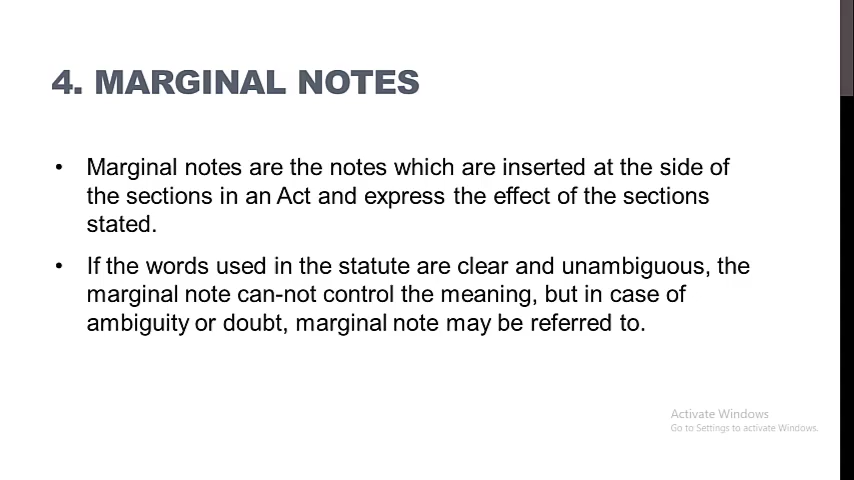 4. MARGINAL NOTES
• Marginal notes are the notes which are inserted at the side of
the sections in an Act and express the effect of the sections
stated.
• If the words used in the statute are clear and unambiguous, the
marginal note can-not control the meaning, but in case of
ambiguity or doubt, marginal note may be referred to.
Activate Windows
Go to Settings to activate Windows.